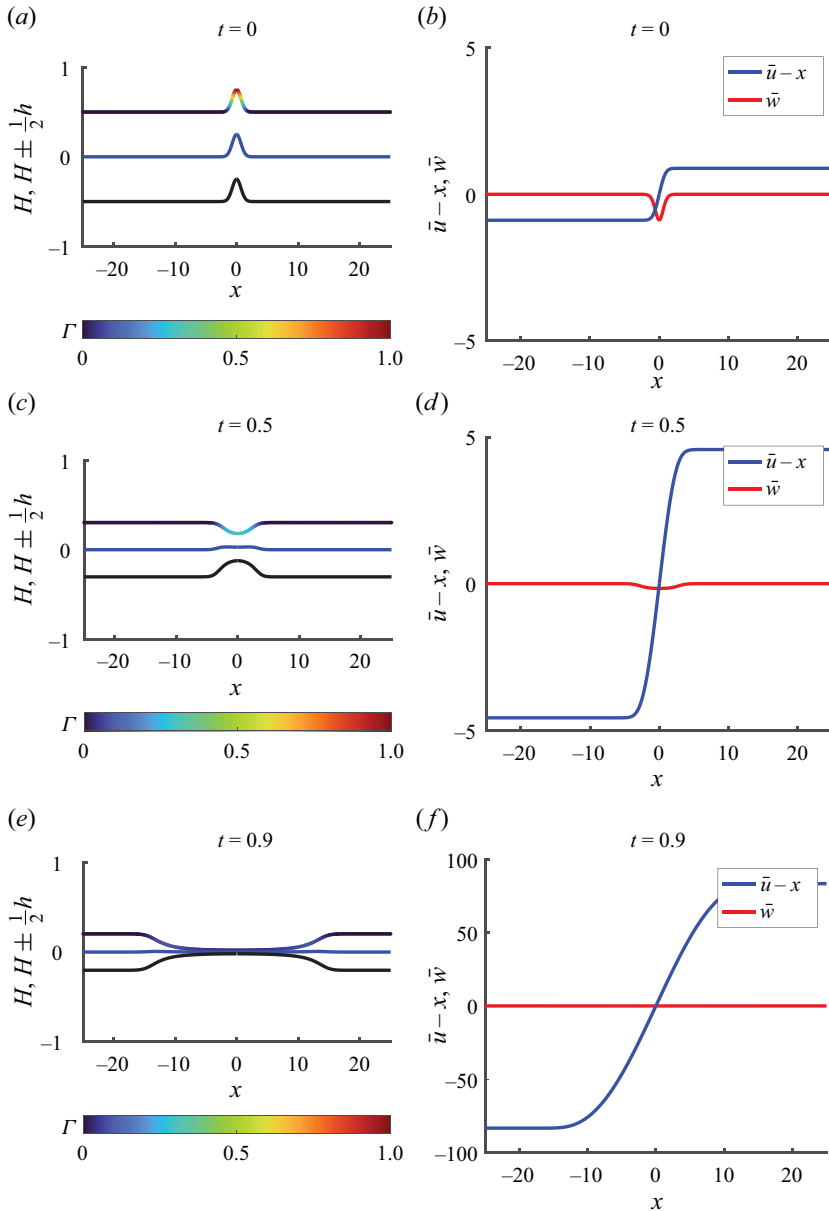 (a)
t = 0
H, H ± 1/2 h
1
0
–1
–20 –10 0 10 20
x
Γ
0 0.5 1.0
(b)
t = 0
ū – x, w̄
5
0
–5
–20 –10 0 10 20
x
ū – x
w̄
(c)
t = 0.5
H, H ± 1/2 h
1
0
–1
–20 –10 0 10 20
x
Γ
0 0.5 1.0
(d)
t = 0.5
ū – x, w̄
5
0
–5
–20 –10 0 10 20
x
ū – x
w̄
(e)
t = 0.9
H, H ± 1/2 h
1
0
–1
–20 –10 0 10 20
x
Γ
0 0.5 1.0
(f)
t = 0.9
ū – x, w̄
100
50
0
–50
–100
–20 –10 0 10 20
x
ū – x
w̄